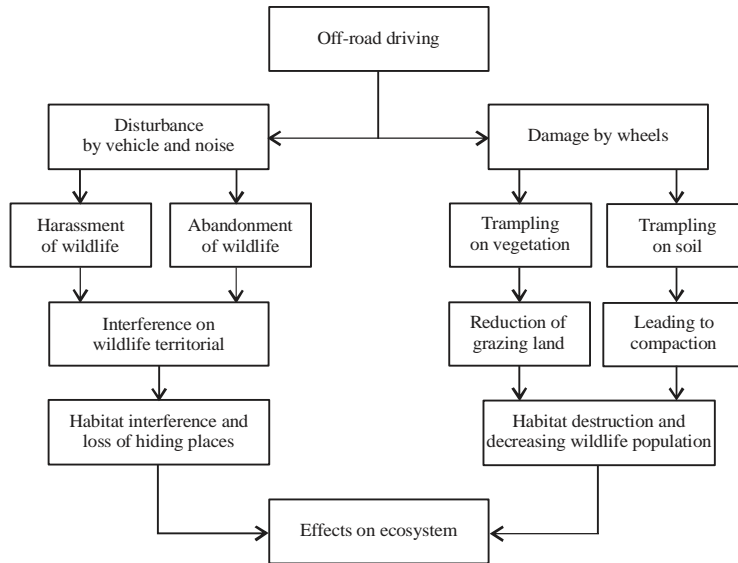 Off-road driving
Disturbance
by vehicle and noise
Damage by wheels
Harassment
of wildlife
Abandonment
of wildlife
Trampling
on vegetation
Trampling
on soil
Interference on
wildlife territorial
Reduction of
grazing land
Leading to
compaction
Habitat interference and
loss of hiding places
Habitat destruction and
decreasing wildlife population
Effects on ecosystem